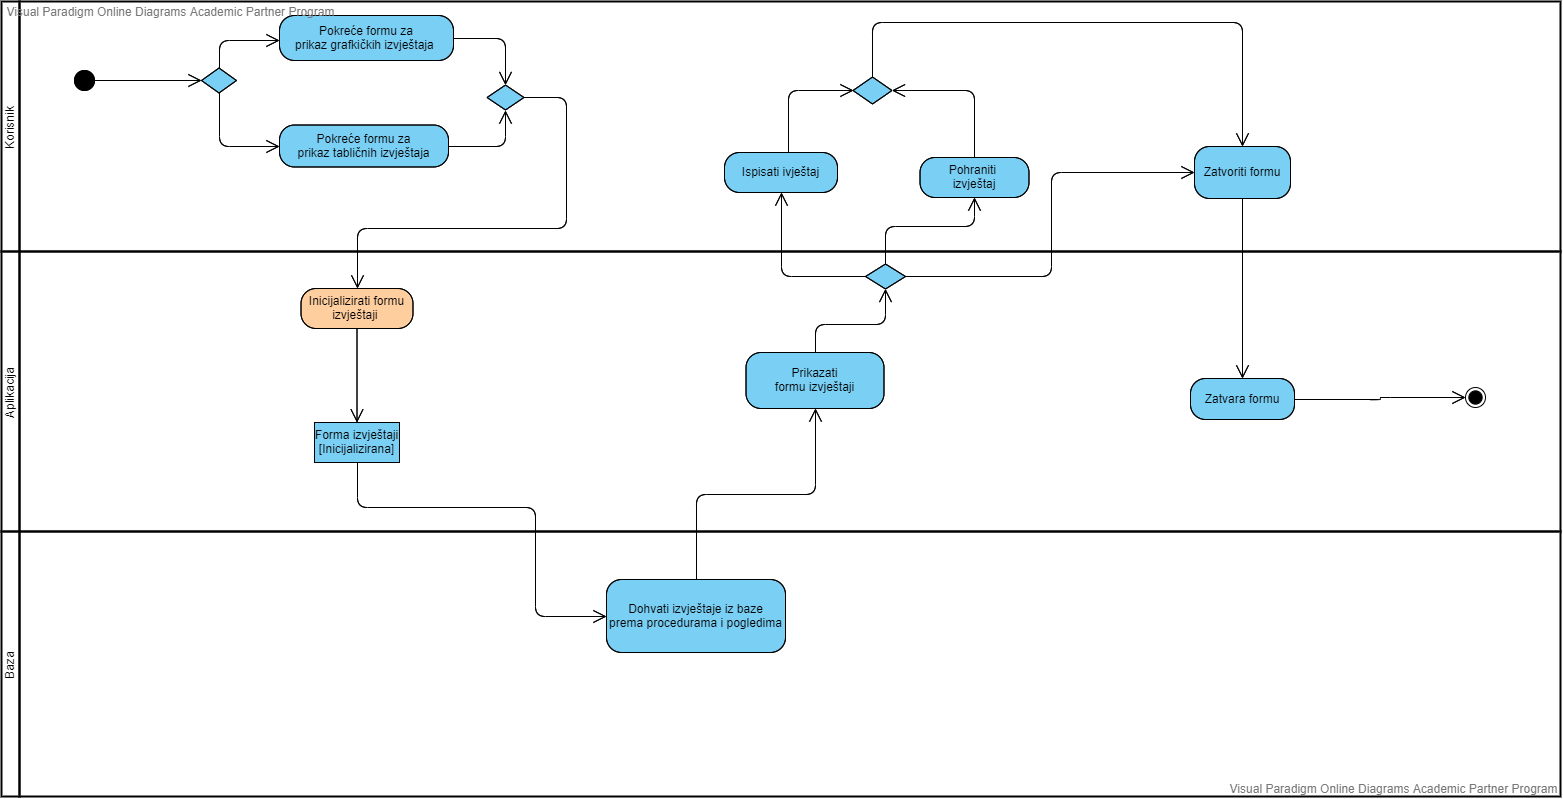 Visual Paradigm Online Diagrams Academic Partner Program
Korisnik
Pokreće formu za
prikaz grafkičkih izvještaja
Pokreće formu za
prikaz tabličnih izvještaja
Ispisati ivještaj
Pohraniti
izvještaj
Zatvoriti formu
Aplikacija
Inicijalizirati formu
izvještaji
Forma izvještaji
[Inicijalizirana]
Prikazati
formu izvještaji
Zatvara formu
Baza
Dohvati izvještaje iz baze
prema procedurama i pogledima
Visual Paradigm Online Diagrams Academic Partner Program